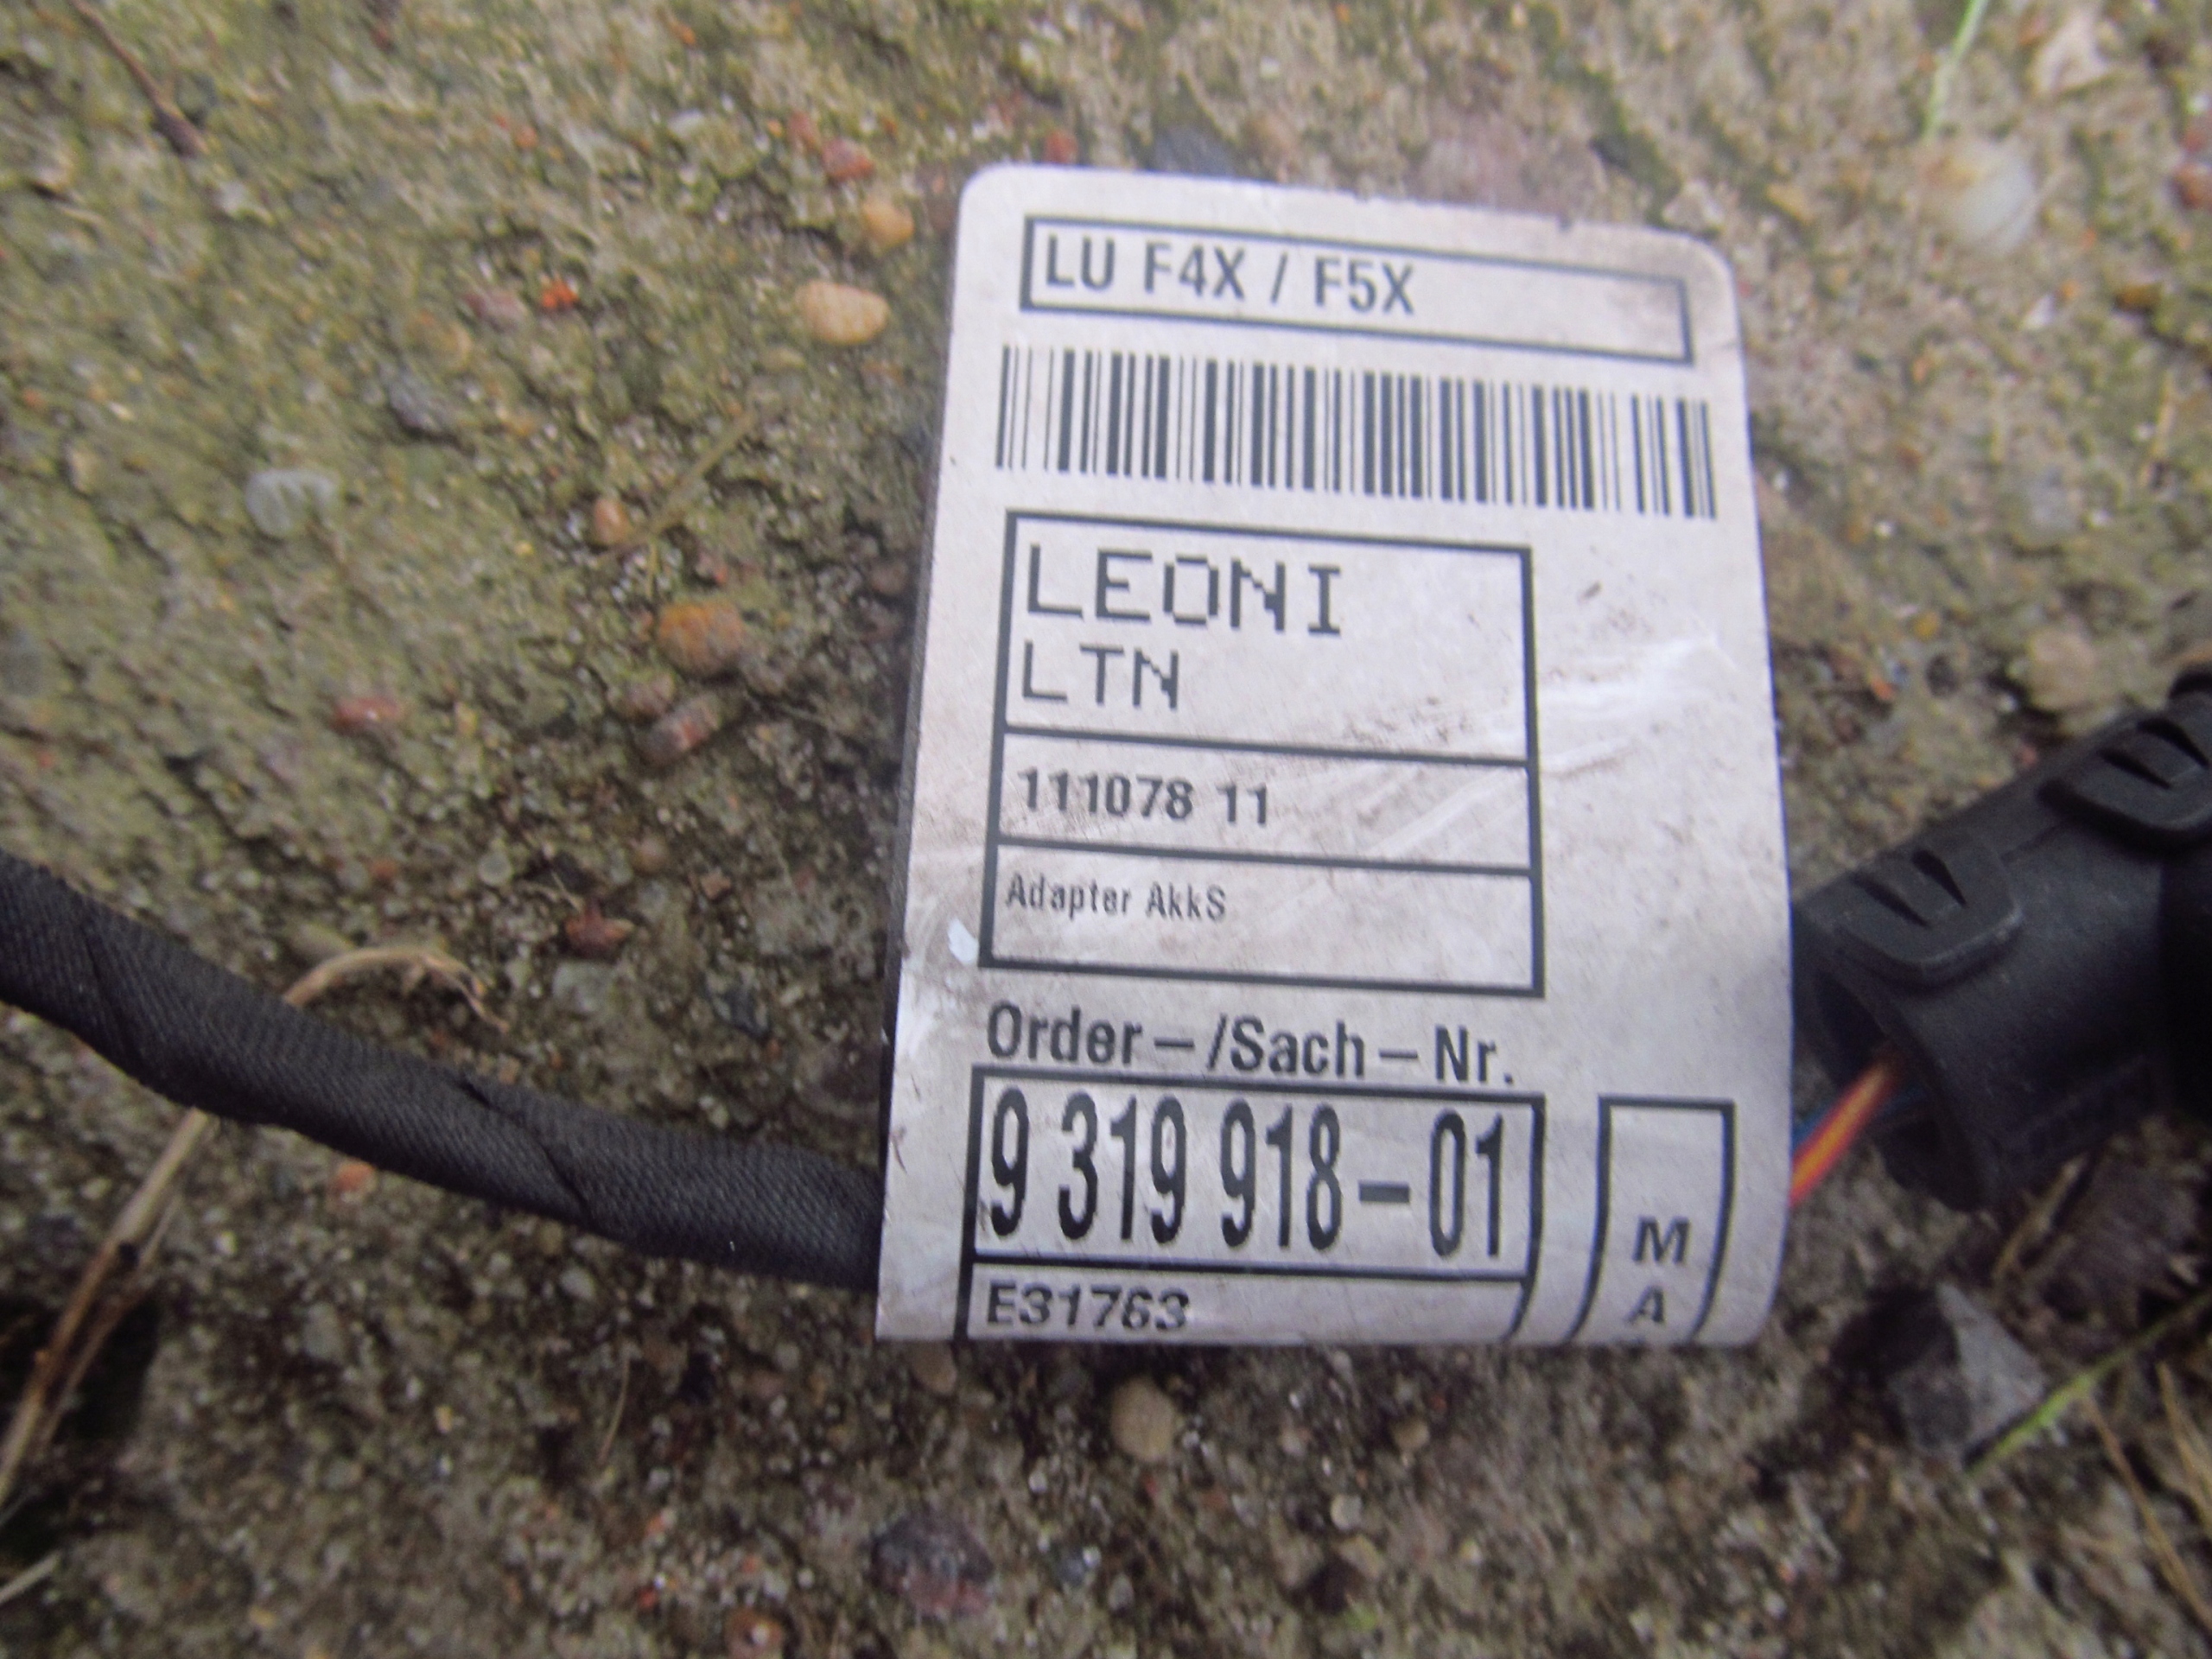 LU F4X / F5X
LEONI
LTN
111078 11
Adapter AkkS
Order-/Sach-Nr.
9 319 918-01
E31763
M
A